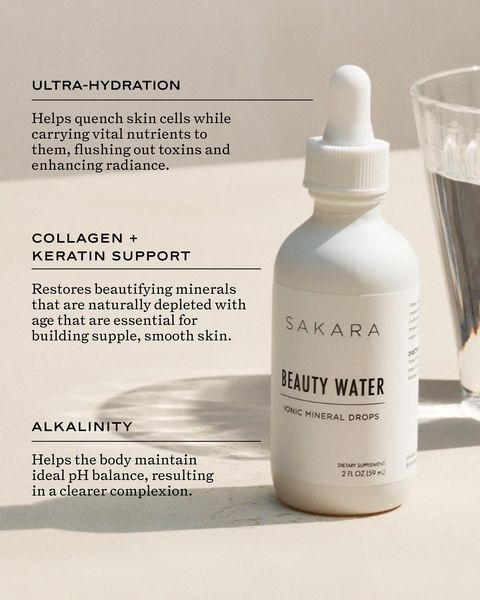 ULTRA-HYDRATION
Helps quench skin cells while
carrying vital nutrients to
them, flushing out toxins and
enhancing radiance.
COLLAGEN +
KERATIN SUPPORT
Restores beautifying minerals
that are naturally depleted with
age that are essential for
building supple, smooth skin.
ALKALINITY
Helps the body maintain
ideal pH balance, resulting
in a clearer complexion.
SAKARA
BEAUTY WATER
IONIC MINERAL DROPS
DIETARY SUPPLEMENT
2 FL OZ (59 mL)